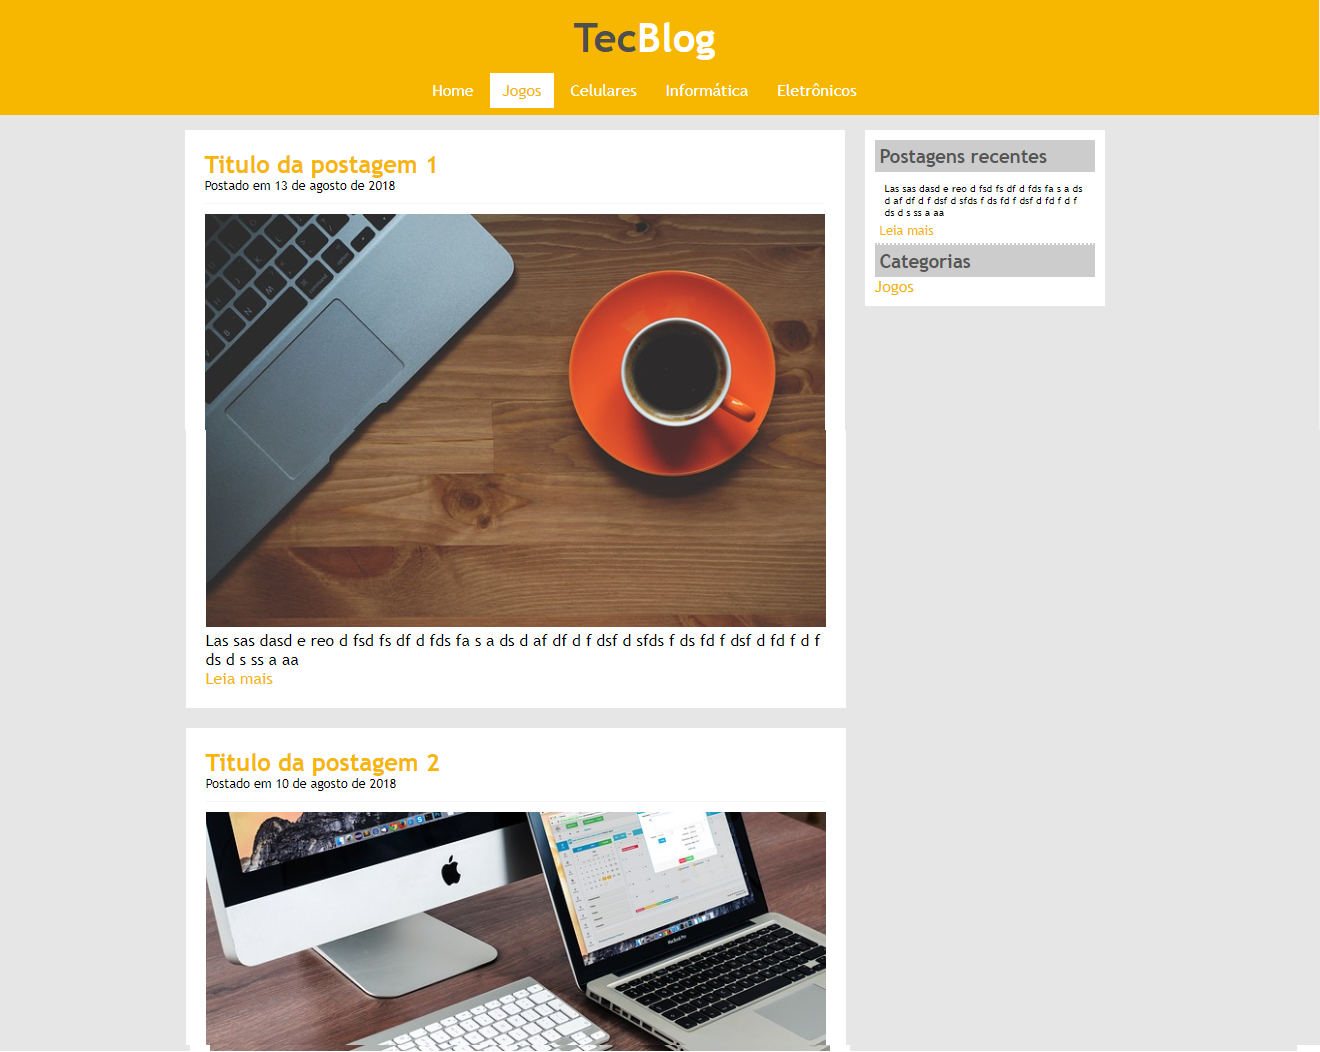 TecBlog
Home Jogos Celulares Informática Eletrônicos
Titulo da postagem 1
Postado em 13 de agosto de 2018
Las sas dasd e reo d fsd fs df d fds fa s a ds d af df d f dsf d sfds f ds fd f dsf d fd f d f
ds d s ss a aa
Leia mais
Titulo da postagem 2
Postado em 10 de agosto de 2018
Postagens recentes
Las sas dasd e reo d fsd fs df d fds fa s a ds
d af df d f dsf d sfds f ds fd f dsf d fd f d f
ds d s ss a aa
Leia mais
Categorias
Jogos